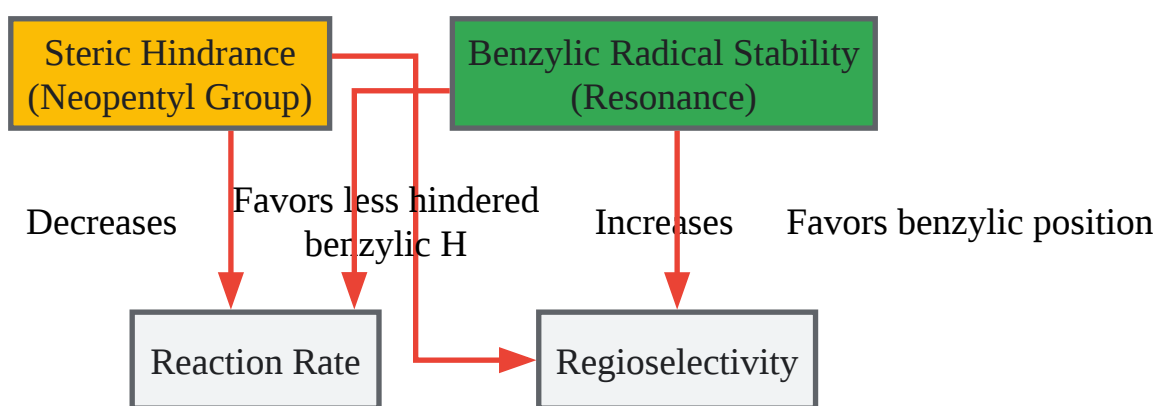 Steric Hindrance
(Neopentyl Group)
Benzylic Radical Stability
(Resonance)
Decreases
Favors less hindered
benzylic H
Increases
Favors benzylic position
Reaction Rate
Regioselectivity